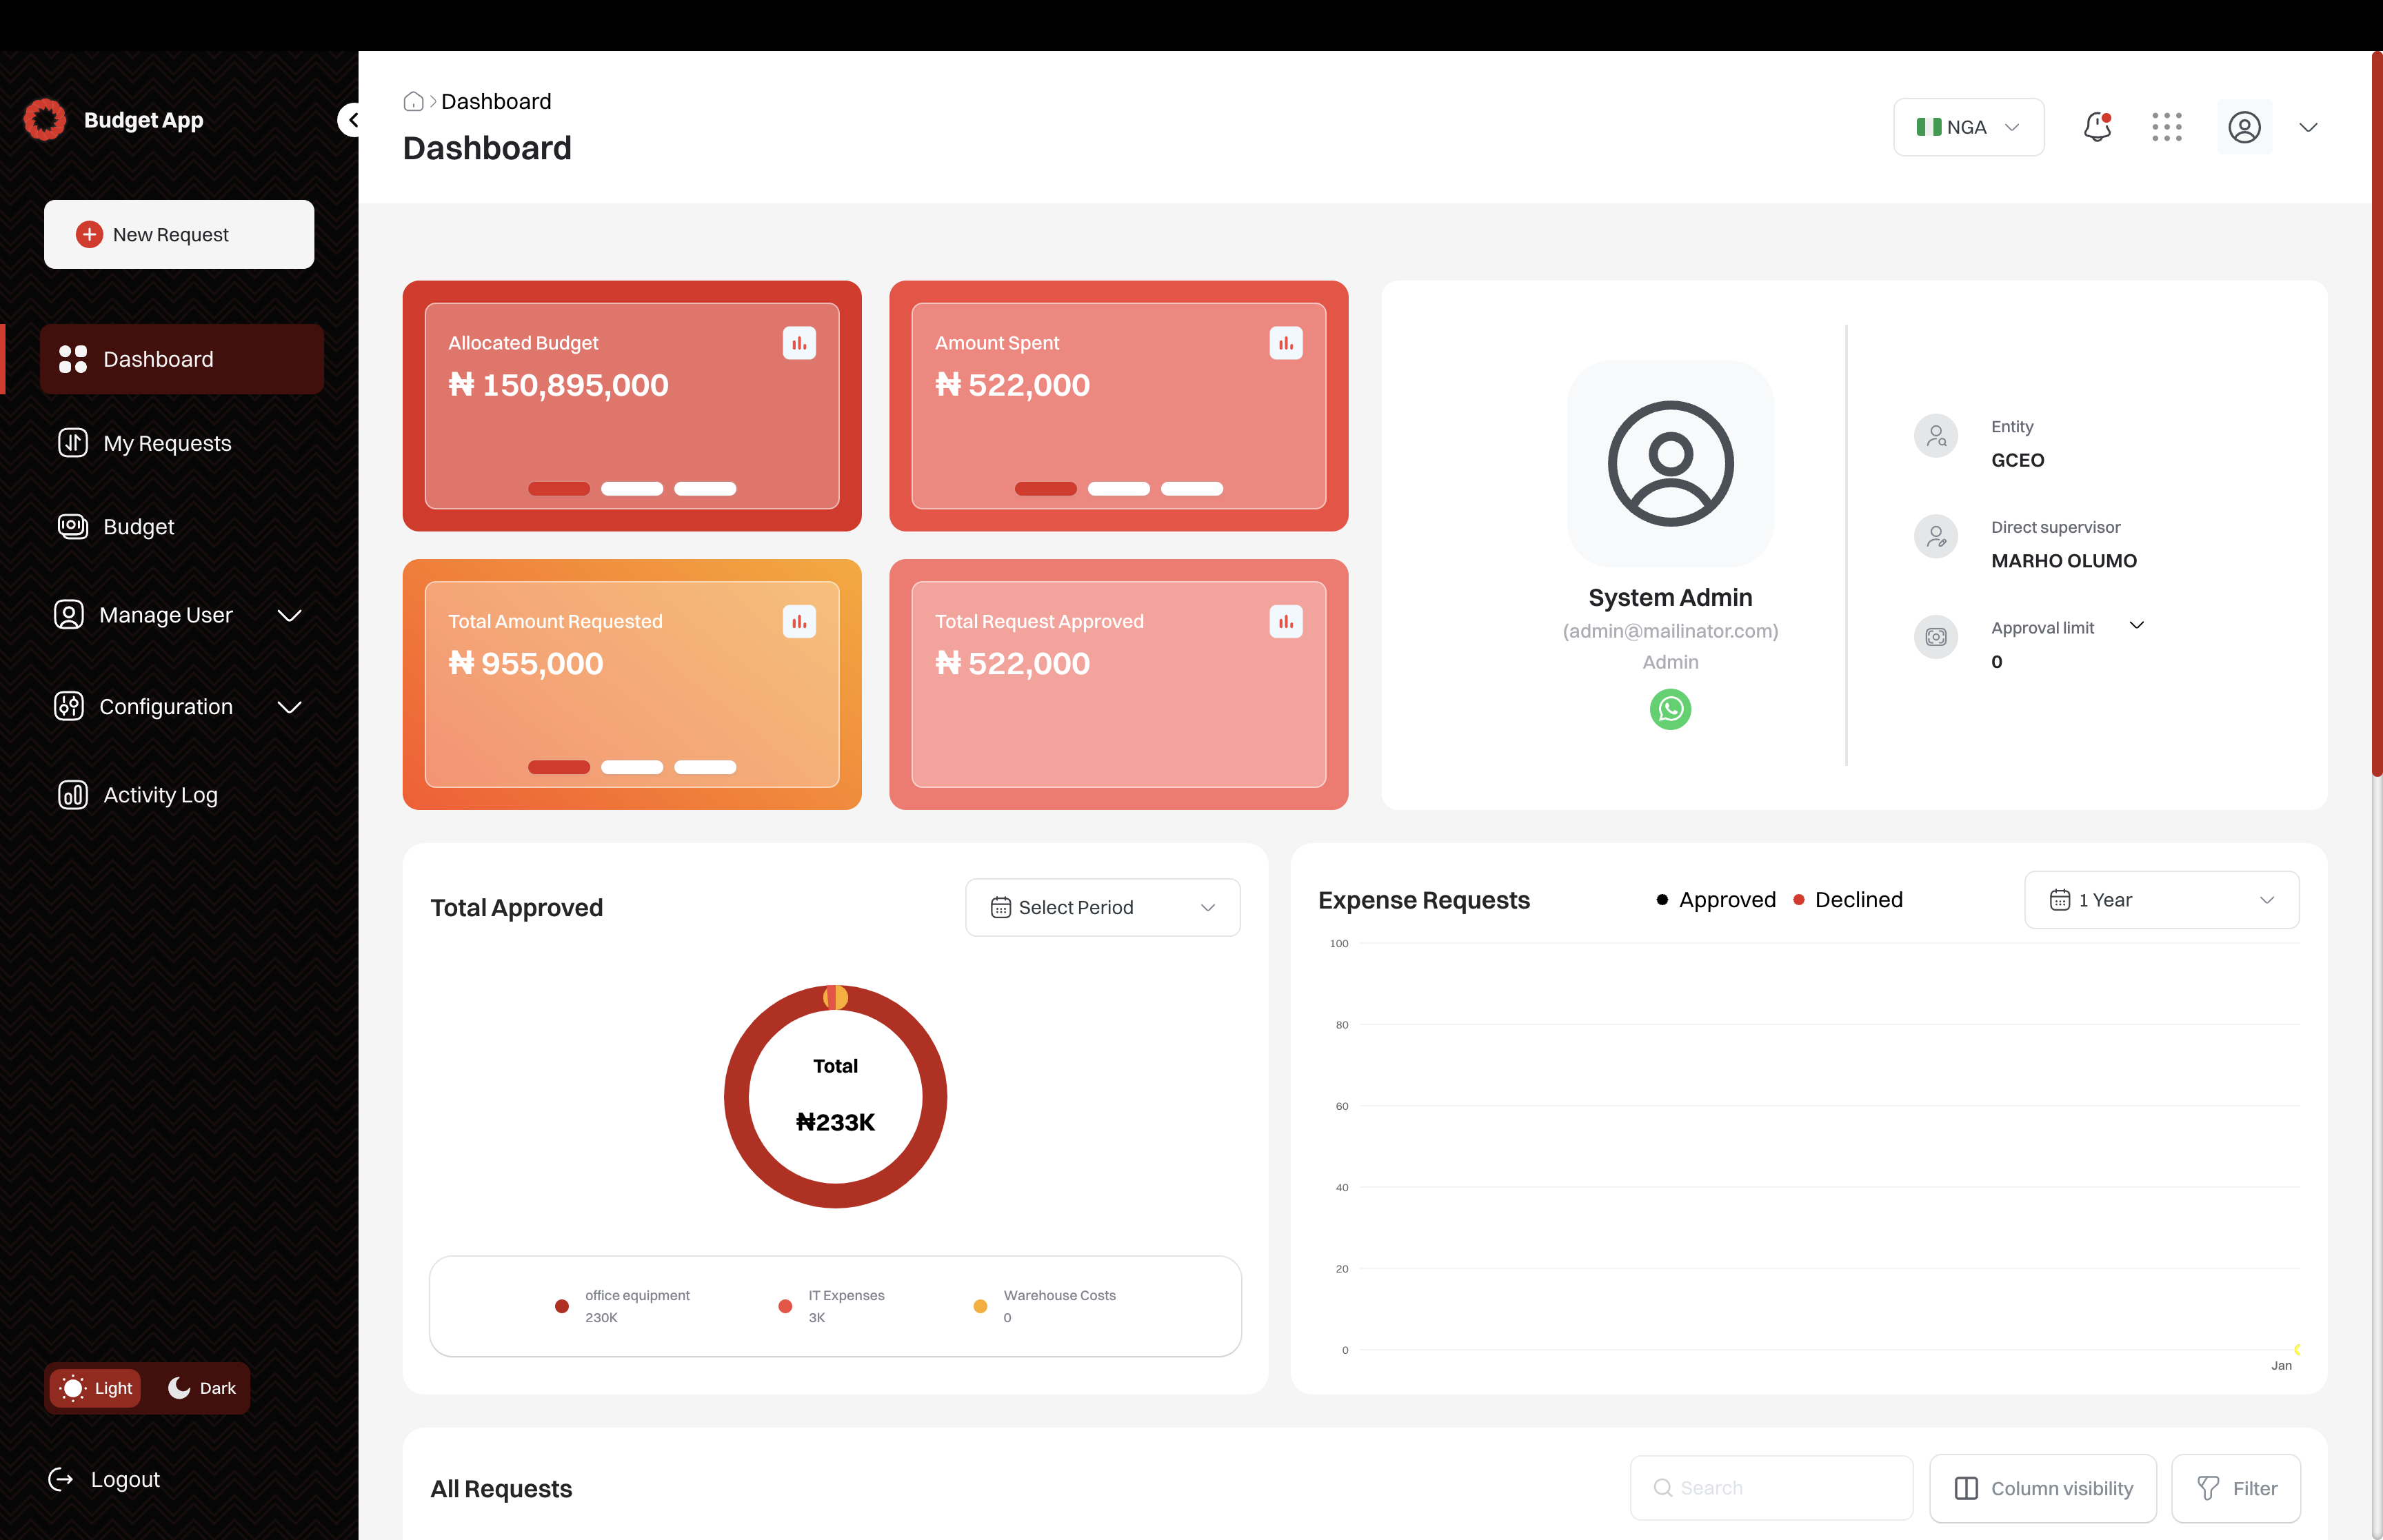 Budget App
New Request
Dashboard
My Requests
Budget
Manage User
Configuration
Activity Log
Light
Dark
Logout
Dashboard
Dashboard
NGA
Allocated Budget
₦ 150,895,000
Amount Spent
₦ 522,000
Total Amount Requested
₦ 955,000
Total Request Approved
₦ 522,000
System Admin
(admin@mailinator.com)
Admin
Entity
GCEO
Direct supervisor
MARHO OLUMO
Approval limit
0
Total Approved
Select Period
Total
₦233K
office equipment
230K
IT Expenses
3K
Warehouse Costs
0
Expense Requests
Approved
Declined
1 Year
100
80
60
40
20
0
Jan
All Requests
Search
Column visibility
Filter